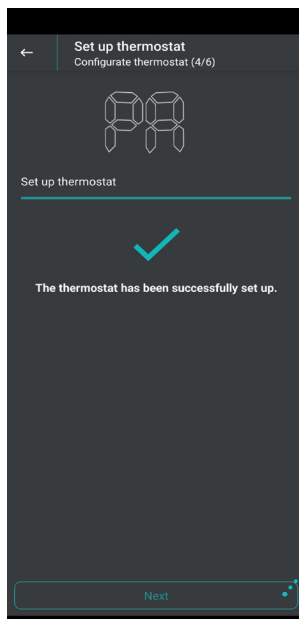 Set up thermostat
Configurate thermostat (4/6)
PA
Set up thermostat
The thermostat has been successfully set up.
Next